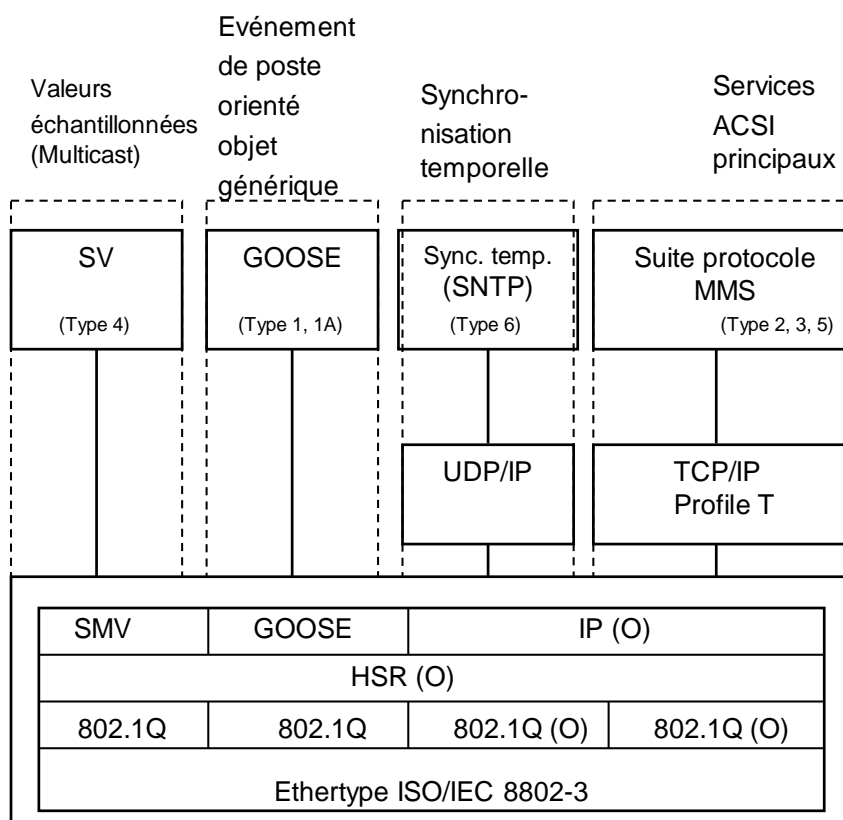 Valeurs
échantillonnées
(Multicast)
Evénement
de poste
orienté
objet
générique
Synchro-
nisation
temporelle
Services
ACSI
principaux
SV
(Type 4)
GOOSE
(Type 1, 1A)
Sync. temp.
(SNTP)
(Type 6)
Suite protocole
MMS
(Type 2, 3, 5)
UDP/IP
TCP/IP
Profile T
SMV
GOOSE
IP (O)
HSR (O)
802.1Q
802.1Q
802.1Q (O)
802.1Q (O)
Ethertype ISO/IEC 8802-3